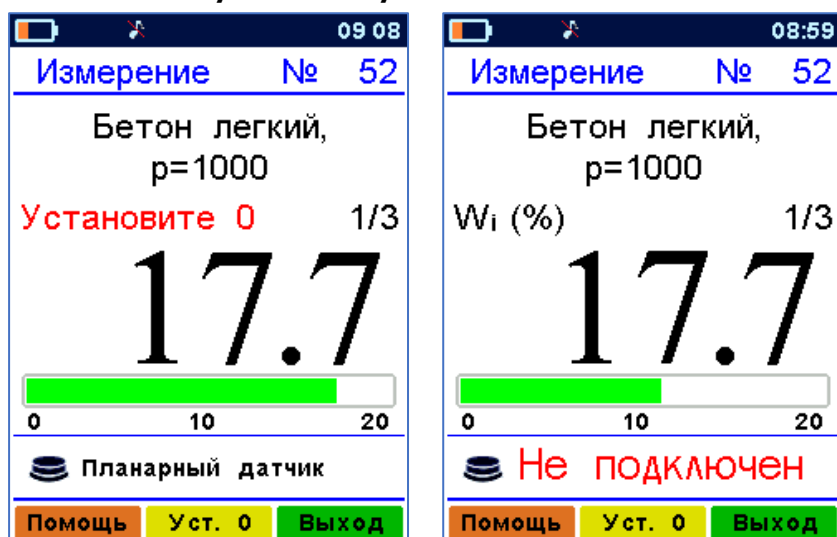 09 08
Измерение № 52
Бетон легкий,
р=1000
Установите 0 1/3
17.7
0 10 20
Планарный датчик
Помощь Уст. 0 Выход
08:59
Измерение № 52
Бетон легкий,
р=1000
Wi (%) 1/3
17.7
0 10 20
Не подключен
Помощь Уст. 0 Выход